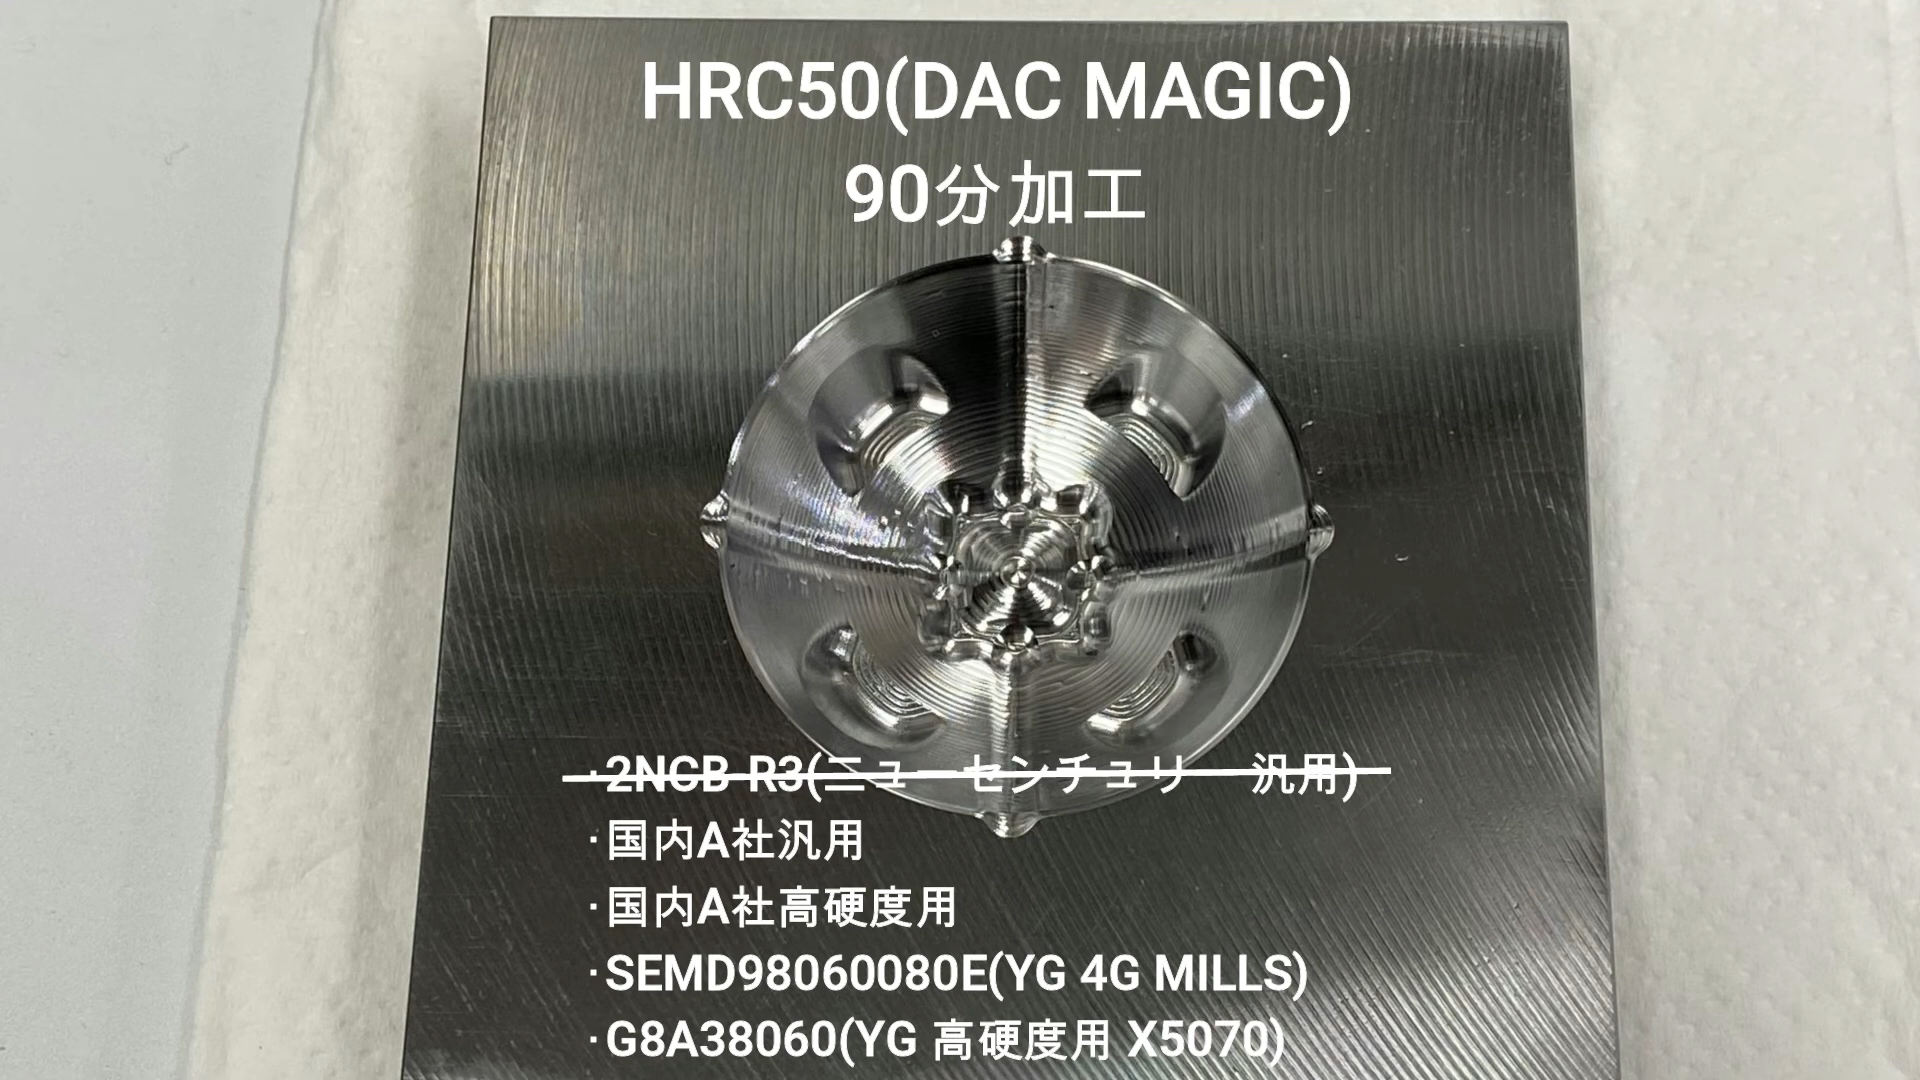 HRC50(DAC MAGIC)
90分加工
·2NGB R3(ニューセンチュリー 汎用)
·国内A社汎用
·国内A社高硬度用
·SEMD98060080E(YG 4G MILLS)
·G8A38060(YG 高硬度用 X5070)